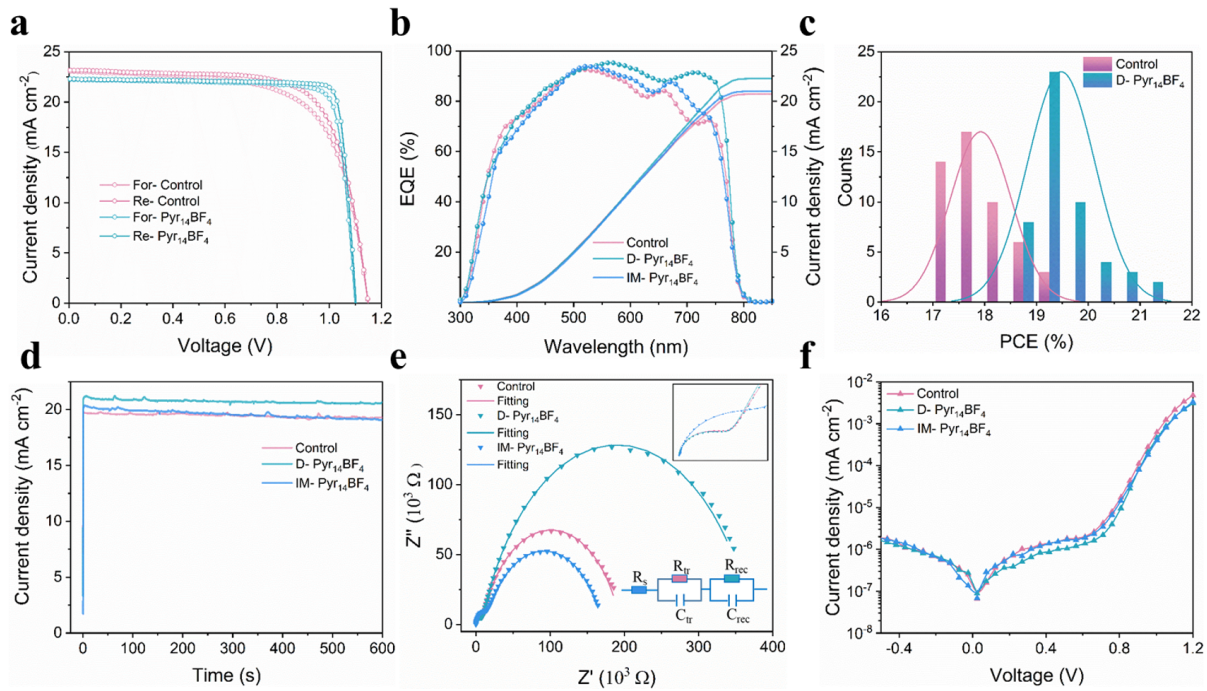 a
25
20
15
10
5
0
0.0 0.2 0.4 0.6 0.8 1.0 1.2
Current density (mA cm⁻²)
Voltage (V)
For- Control
Re- Control
For- Pyr₁₄BF₄
Re- Pyr₁₄BF₄
b
100
80
60
40
20
0
25
20
15
10
5
0
300 400 500 600 700 800
EQE (%)
Current density (mA cm⁻²)
Wavelength (nm)
Control
D- Pyr₁₄BF₄
IM- Pyr₁₄BF₄
c
25
20
15
10
5
0
16 17 18 19 20 21 22
Counts
PCE (%)
Control
D- Pyr₁₄BF₄
d
20
15
10
5
0
0 100 200 300 400 500 600
Current density (mA cm⁻²)
Time (s)
Control
D- Pyr₁₄BF₄
IM- Pyr₁₄BF₄
e
150
100
50
0
0 100 200 300 400
Z'' (10³ Ω)
Z' (10³ Ω)
Control
Fitting
D- Pyr₁₄BF₄
Fitting
IM- Pyr₁₄BF₄
Fitting
Rₛ
Rₜᵣ
Rrec
Cₜᵣ
Crec
f
10⁻²
10⁻³
10⁻⁴
10⁻⁵
10⁻⁶
10⁻⁷
10⁻⁸
-0.4 0.0 0.4 0.8 1.2
Current density (mA cm⁻²)
Voltage (V)
Control
D- Pyr₁₄BF₄
IM- Pyr₁₄BF₄